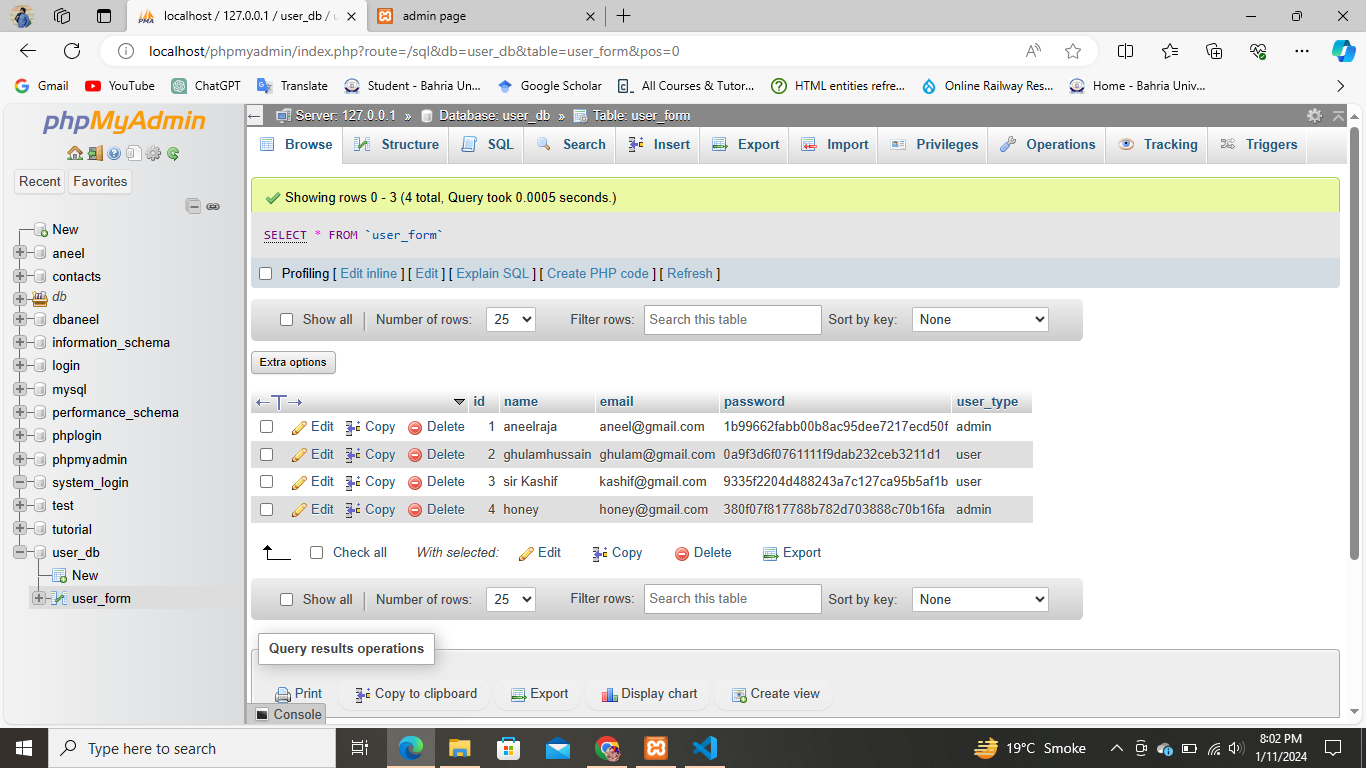 localhost / 127.0.0.1 / user_db / u
admin page
localhost/phpmyadmin/index.php?route=/sql&db=user_db&table=user_form&pos=0
Gmail YouTube ChatGPT Translate Student - Bahria Un... Google Scholar All Courses & Tutor... HTML entities refre... Online Railway Res... Home - Bahria Univ...
phpMyAdmin
Recent Favorites
New
aneel
contacts
db
dbaneel
information_schema
login
mysql
performance_schema
phplogin
phpmyadmin
system_login
test
tutorial
user_db
New
user_form
Server: 127.0.0.1 » Database: user_db » Table: user_form
Browse Structure SQL Search Insert Export Import Privileges Operations Tracking Triggers
Showing rows 0 - 3 (4 total, Query took 0.0005 seconds.)
SELECT * FROM `user_form`
Profiling [ Edit inline ] [ Edit ] [ Explain SQL ] [ Create PHP code ] [ Refresh ]
Show all Number of rows: 25 Filter rows: Search this table Sort by key: None
Extra options
id name email password user_type
Edit Copy Delete 1 aneelraja aneel@gmail.com 1b99662fabb00b8ac95dee7217ecd50f admin
Edit Copy Delete 2 ghulamhussain ghulam@gmail.com 0a9f3d6f0761111f9dab232ceb3211d1 user
Edit Copy Delete 3 sir Kashif kashif@gmail.com 9335f2204d488243a7c127ca95b5af1b user
Edit Copy Delete 4 honey honey@gmail.com 380f07f817788b782d703888c70b16fa admin
Check all With selected: Edit Copy Delete Export
Show all Number of rows: 25 Filter rows: Search this table Sort by key: None
Query results operations
Print Copy to clipboard Export Display chart Create view
Console
Type here to search
19°C Smoke
8:02 PM
1/11/2024